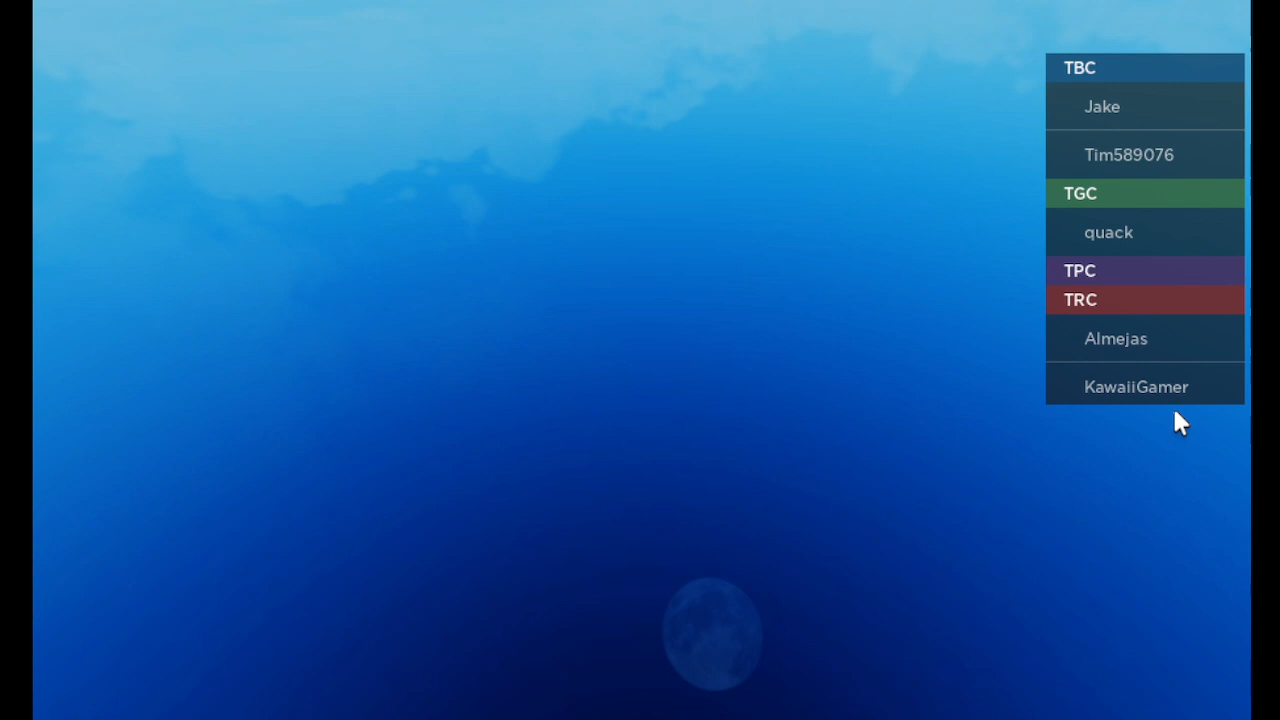 TBC
Jake
Tim589076
TGC
quack
TPC
TRC
Almejas
KawaiiGamer